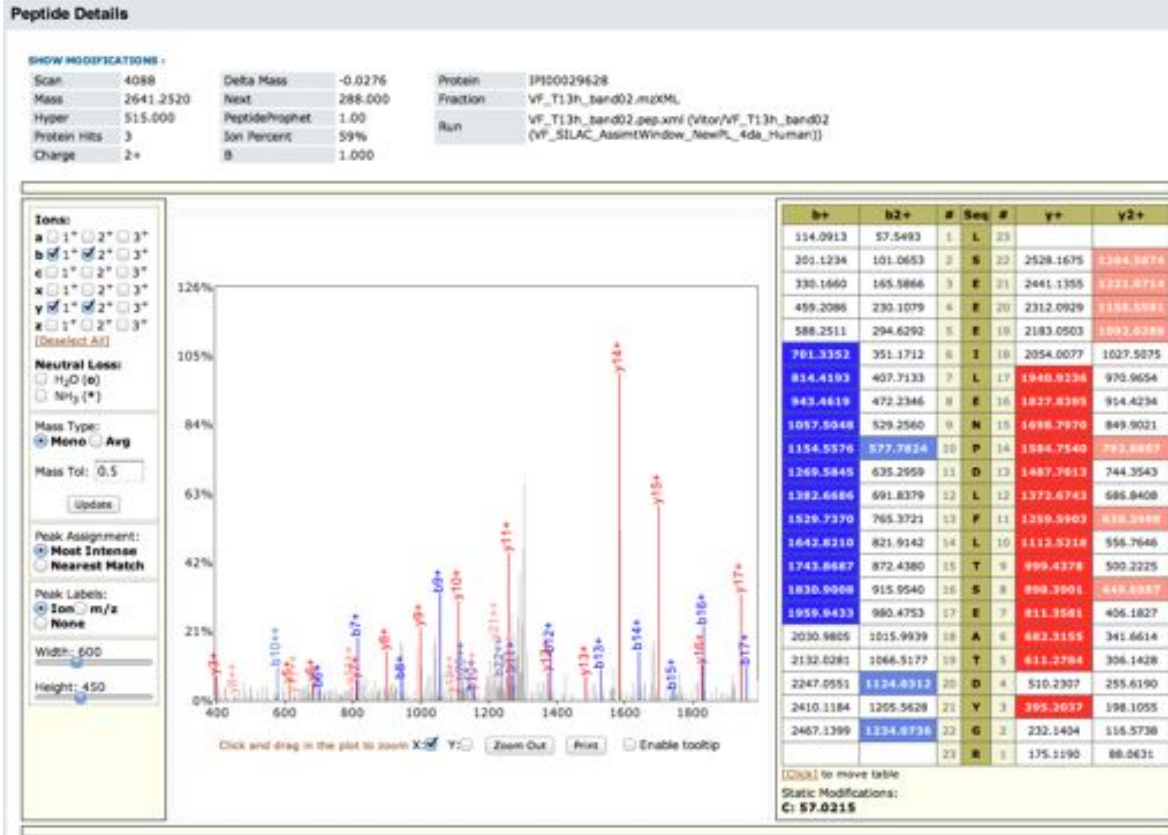 Peptide Details
SHOW MODIFICATIONS :
Scan 4088 Delta Mass -0.0276 Protein IPI00029628
Mass 2641.2520 Next 288.000 Fraction VF_T13h_band02.mzXML
Hyper 515.000 PeptideProphet 1.00 Run VF_T13h_band02.pep.xml (Vitor/VF_T13h_band02
Protein Hits 3 Ion Percent 59% (VF_SILAC_AssimtWindow_NewPL_4da_Human))
Charge 2+ B 1.000
Ions:
a 1+ 2+ 3+
b 1+ 2+ 3+
c 1+ 2+ 3+
x 1+ 2+ 3+
y 1+ 2+ 3+
z 1+ 2+ 3+
[Deselect All]
Neutral Loss:
H2O (o)
NH3 (*)
Mass Type:
Mono Avg
Mass Tol: 0.5
Update
Peak Assignment:
Most Intense
Nearest Match
Peak Labels:
Ion m/z
None
Width: 600
Height: 450
126%
105%
84%
63%
42%
21%
0%
400 600 800 1000 1200 1400 1600 1800
y14+
y15+
y11+
b9+
y10+
y17+
y9+
b7+
b16+
y8+
b10++
b12+
b14+
b13+
y13+
b15+
b17+
y16+
b8+
y3+
Click and drag in the plot to zoom X: Y: Zoom Out Print Enable tooltip
b+ b2+ # Seq # y+ y2+
114.0913 57.5493 1 L 23
201.1234 101.0653 2 S 22 2528.1675
330.1660 165.5866 3 E 21 2441.1355
459.2086 230.1079 4 E 20 2312.0929
588.2511 294.6292 5 E 19 2183.0503
701.3352 351.1712 6 I 18 2054.0077 1027.5075
814.4193 407.7133 7 L 17 1940.9236 970.9654
943.4619 472.2346 8 E 16 1827.8395 914.4234
1057.5048 529.2560 9 N 15 1698.7970 849.9021
1154.5576 577.7824 10 P 14 1584.7540 792.8807
1269.5845 635.2959 11 D 13 1487.7013 744.3543
1382.6686 691.8379 12 L 12 1372.6743 686.8408
1529.7370 765.3721 13 F 11 1259.5903
1642.8210 821.9142 14 L 10 1112.5218 556.7646
1743.8687 872.4380 15 T 9 999.4378 500.2225
1830.9008 915.9540 16 S 8 898.3901
1959.9433 980.4753 17 E 7 811.3581 406.1827
2030.9805 1015.9939 18 A 6 682.3155 341.6614
2132.0281 1066.5177 19 T 5 611.2784 306.1428
2247.0551 1124.0312 20 D 4 510.2307 255.6190
2410.1184 1205.5628 21 Y 3 395.2037 198.1055
2467.1399 1234.0736 22 G 2 232.1404 116.5738
23 R 1 175.1190 88.0631
[Click] to move table
Static Modifications:
C: 57.0215